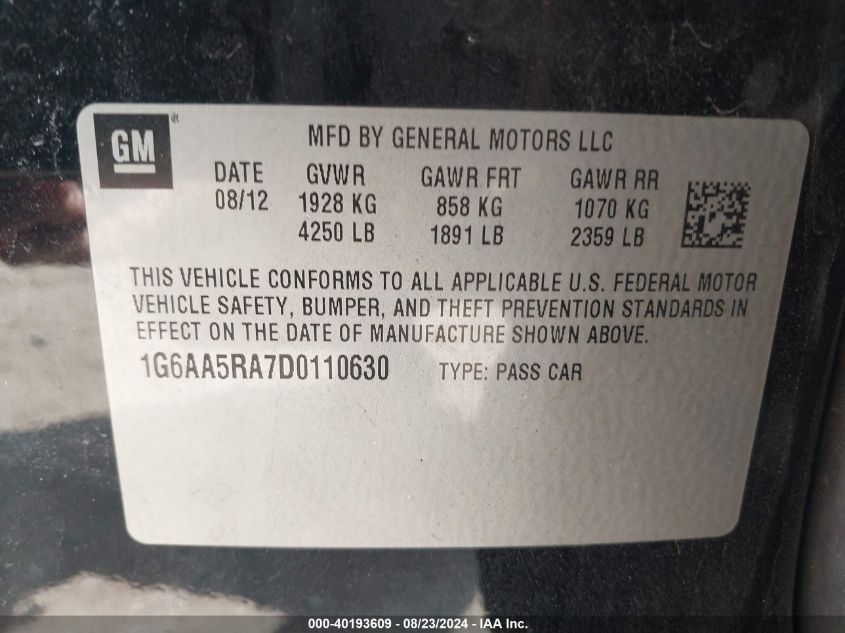 GM®
MFD BY GENERAL MOTORS LLC
DATE GVWR GAWR FRT GAWR RR
08/12 1928 KG 858 KG 1070 KG
4250 LB 1891 LB 2359 LB
THIS VEHICLE CONFORMS TO ALL APPLICABLE U.S. FEDERAL MOTOR
VEHICLE SAFETY, BUMPER, AND THEFT PREVENTION STANDARDS IN
EFFECT ON THE DATE OF MANUFACTURE SHOWN ABOVE.
1G6AA5RA7D0110630 TYPE: PASS CAR
000-40193609 - 08/23/2024 - IAA Inc.